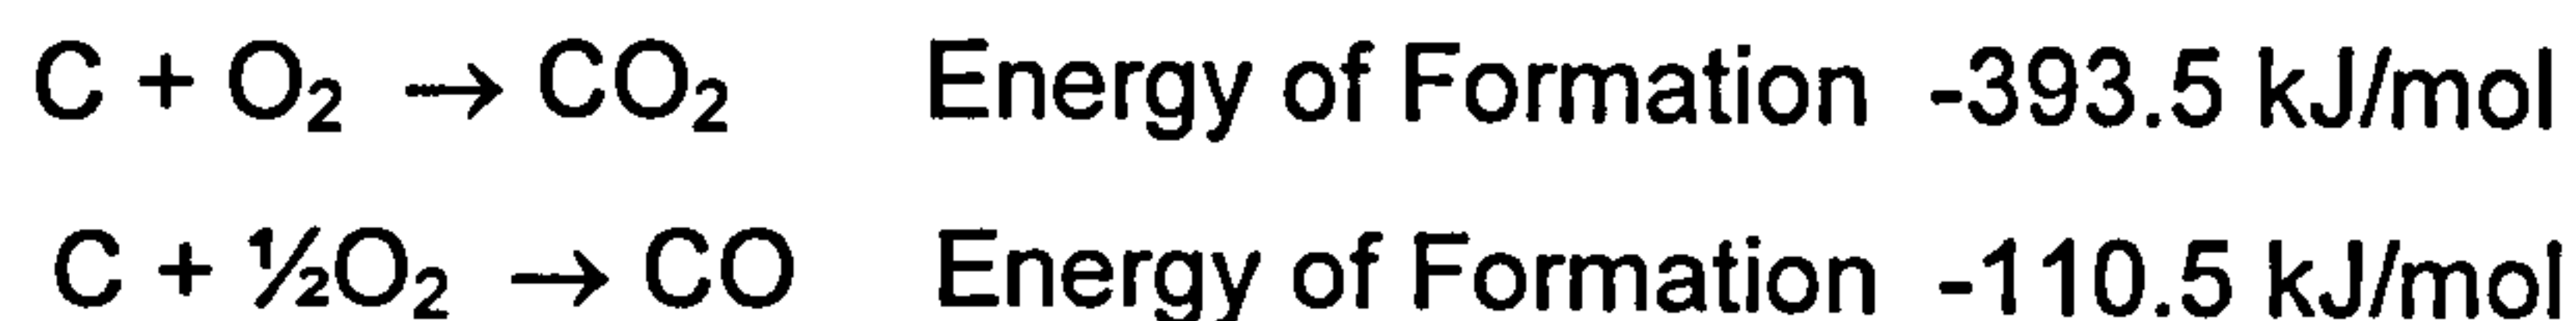 C + O₂ → CO₂ Energy of Formation -393.5 kJ/mol
C + ½O₂ → CO Energy of Formation -110.5 kJ/mol